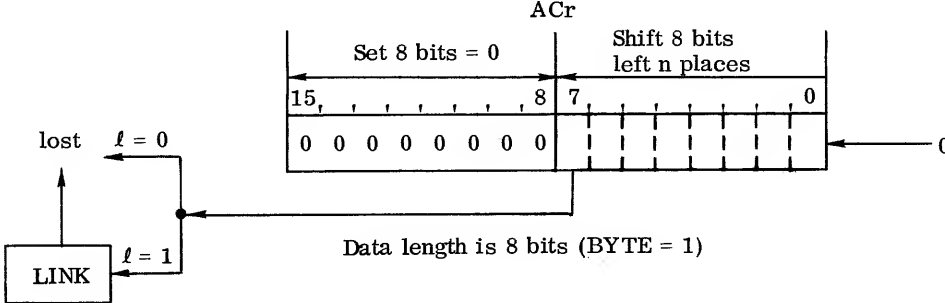 ACr
Set 8 bits = 0
Shift 8 bits
left n places
15 8 7 0
0 0 0 0 0 0 0 0
0
lost
ℓ = 0
ℓ = 1
LINK
Data length is 8 bits (BYTE = 1)